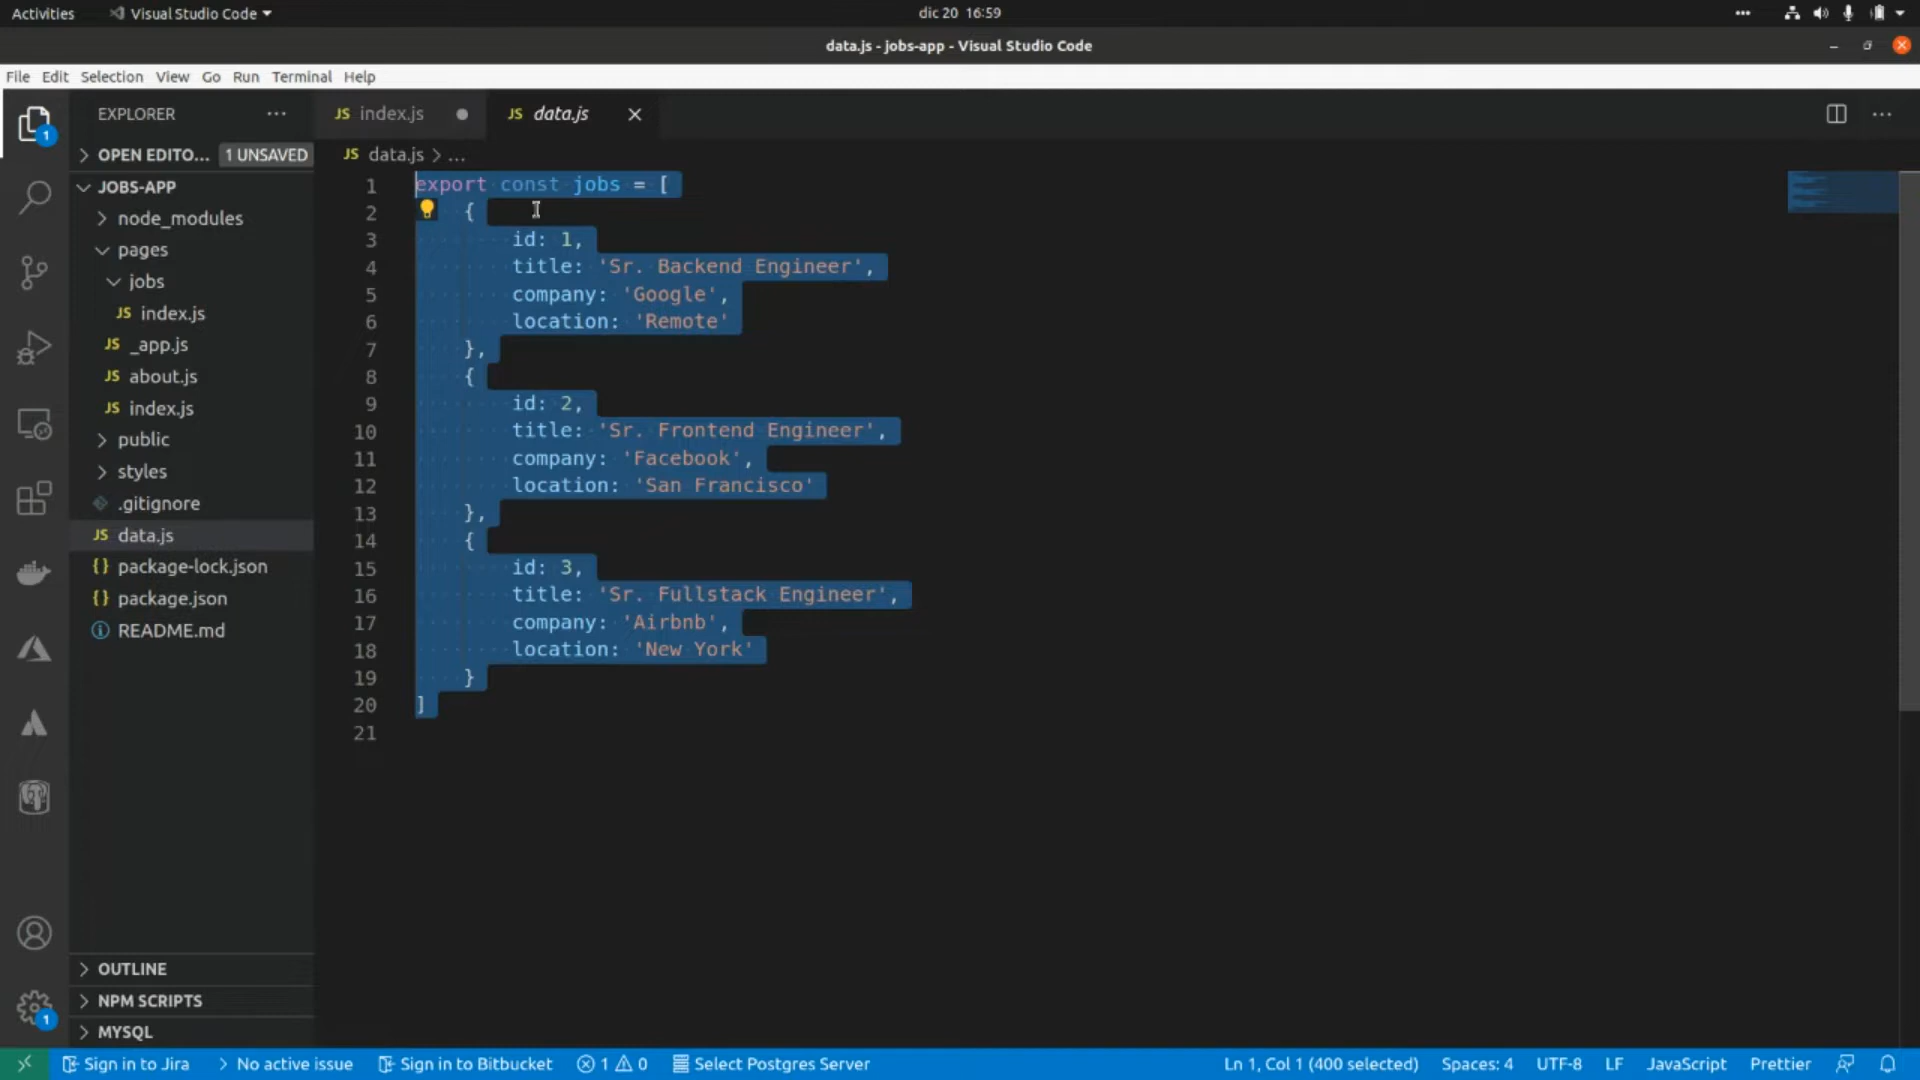 Activities Visual Studio Code dic 20 16:59
data.js - jobs-app - Visual Studio Code
File Edit Selection View Go Run Terminal Help
EXPLORER
OPEN EDITO... 1 UNSAVED
JOBS-APP
node_modules
pages
jobs
JS index.js
JS _app.js
JS about.js
JS index.js
public
styles
.gitignore
JS data.js
{} package-lock.json
{} package.json
README.md
OUTLINE
NPM SCRIPTS
MYSQL
1
1
JS index.js JS data.js
JS data.js > ...
1 export const jobs = [
2 {
3 id: 1,
4 title: 'Sr. Backend Engineer',
5 company: 'Google',
6 location: 'Remote'
7 },
8 {
9 id: 2,
10 title: 'Sr. Frontend Engineer',
11 company: 'Facebook',
12 location: 'San Francisco'
13 },
14 {
15 id: 3,
16 title: 'Sr. Fullstack Engineer',
17 company: 'Airbnb',
18 location: 'New York'
19 }
20 ]
21
Sign in to Jira No active issue Sign in to Bitbucket 1 0 Select Postgres Server Ln 1, Col 1 (400 selected) Spaces: 4 UTF-8 LF JavaScript Prettier